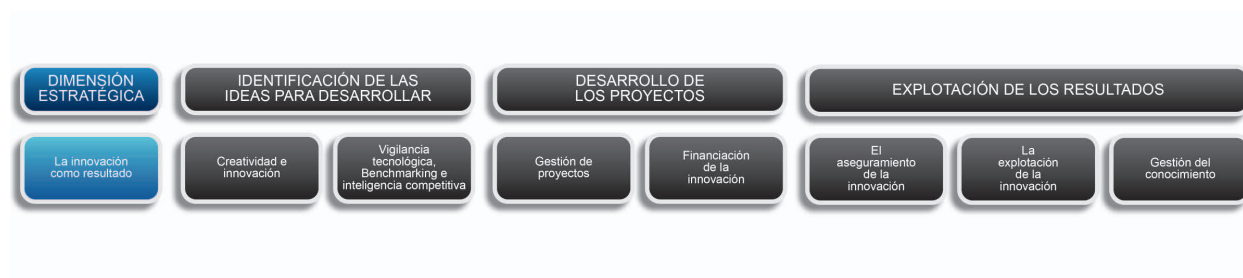 DIMENSIÓN
ESTRATÉGICA
IDENTIFICACIÓN DE LAS
IDEAS PARA DESARROLLAR
DESARROLLO DE
LOS PROYECTOS
EXPLOTACIÓN DE LOS RESULTADOS
La innovación
como resultado
Creatividad e
innovación
Vigilancia
tecnológica,
Benchmarking e
inteligencia competitiva
Gestión de
proyectos
Financiación
de la
innovación
El
aseguramiento
de la
innovación
La
explotación
de la
innovación
Gestión del
conocimiento